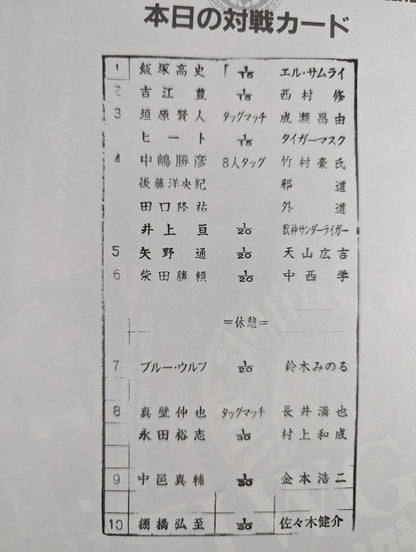 本日の対戦カード
1 飯塚高史 1/15 エル・サムライ
2 吉江豊 1/15 西村修
3 垣原賢人 タッグマッチ 成瀬昌由
ヒート 1/15 タイガーマスク
4 中嶋勝彦 8人タッグ 竹村豪氏
後藤洋央紀 邪道
田口隆祐 外道
井上亘 1/20 獣神サンダーライガー
5 矢野通 1/20 天山広吉
6 柴田勝頼 1/20 中西学
=休憩=
7 ブルー・ウルフ 1/20 鈴木みのる
8 真壁伸也 タッグマッチ 長井満也
永田裕志 1/30 村上和成
9 中邑真輔 1/30 金本浩二
10 棚橋弘至 1/30 佐々木健介